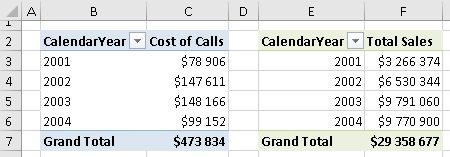 A B C D E F
1
2 CalendarYear Cost of Calls CalendarYear Total Sales
3 2001 $78 906 2001 $3 266 374
4 2002 $147 611 2002 $6 530 344
5 2003 $148 166 2003 $9 791 060
6 2004 $99 152 2004 $9 770 900
7 Grand Total $473 834 Grand Total $29 358 677